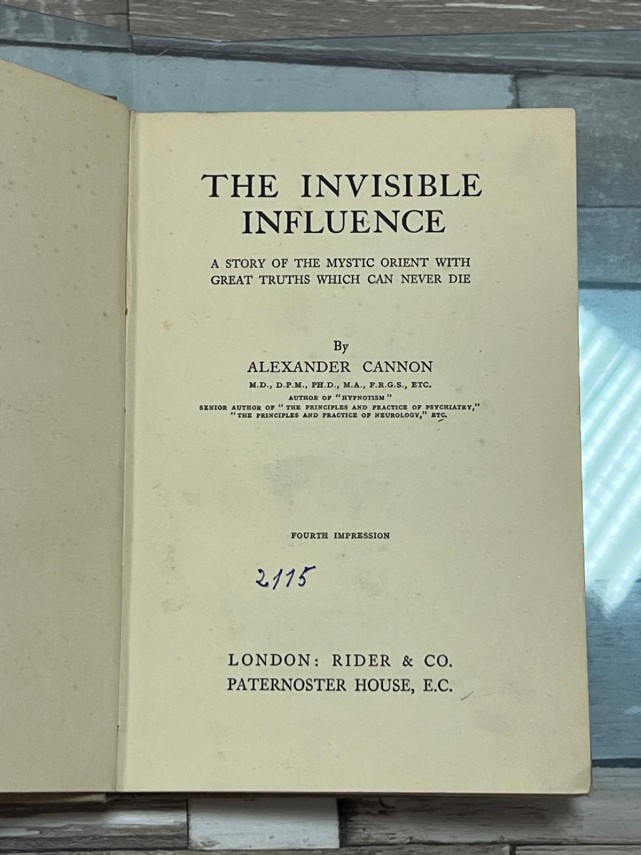 THE INVISIBLE
INFLUENCE
A STORY OF THE MYSTIC ORIENT WITH
GREAT TRUTHS WHICH CAN NEVER DIE
By
ALEXANDER CANNON
M.D., D.P.M., PH.D., M.A., F.R.G.S., ETC.
AUTHOR OF "HYPNOTISM"
SENIOR AUTHOR OF "THE PRINCIPLES AND PRACTICE OF PSYCHIATRY,"
"THE PRINCIPLES AND PRACTICE OF NEUROLOGY," ETC.
FOURTH IMPRESSION
2115
LONDON: RIDER & CO.
PATERNOSTER HOUSE, E.C.